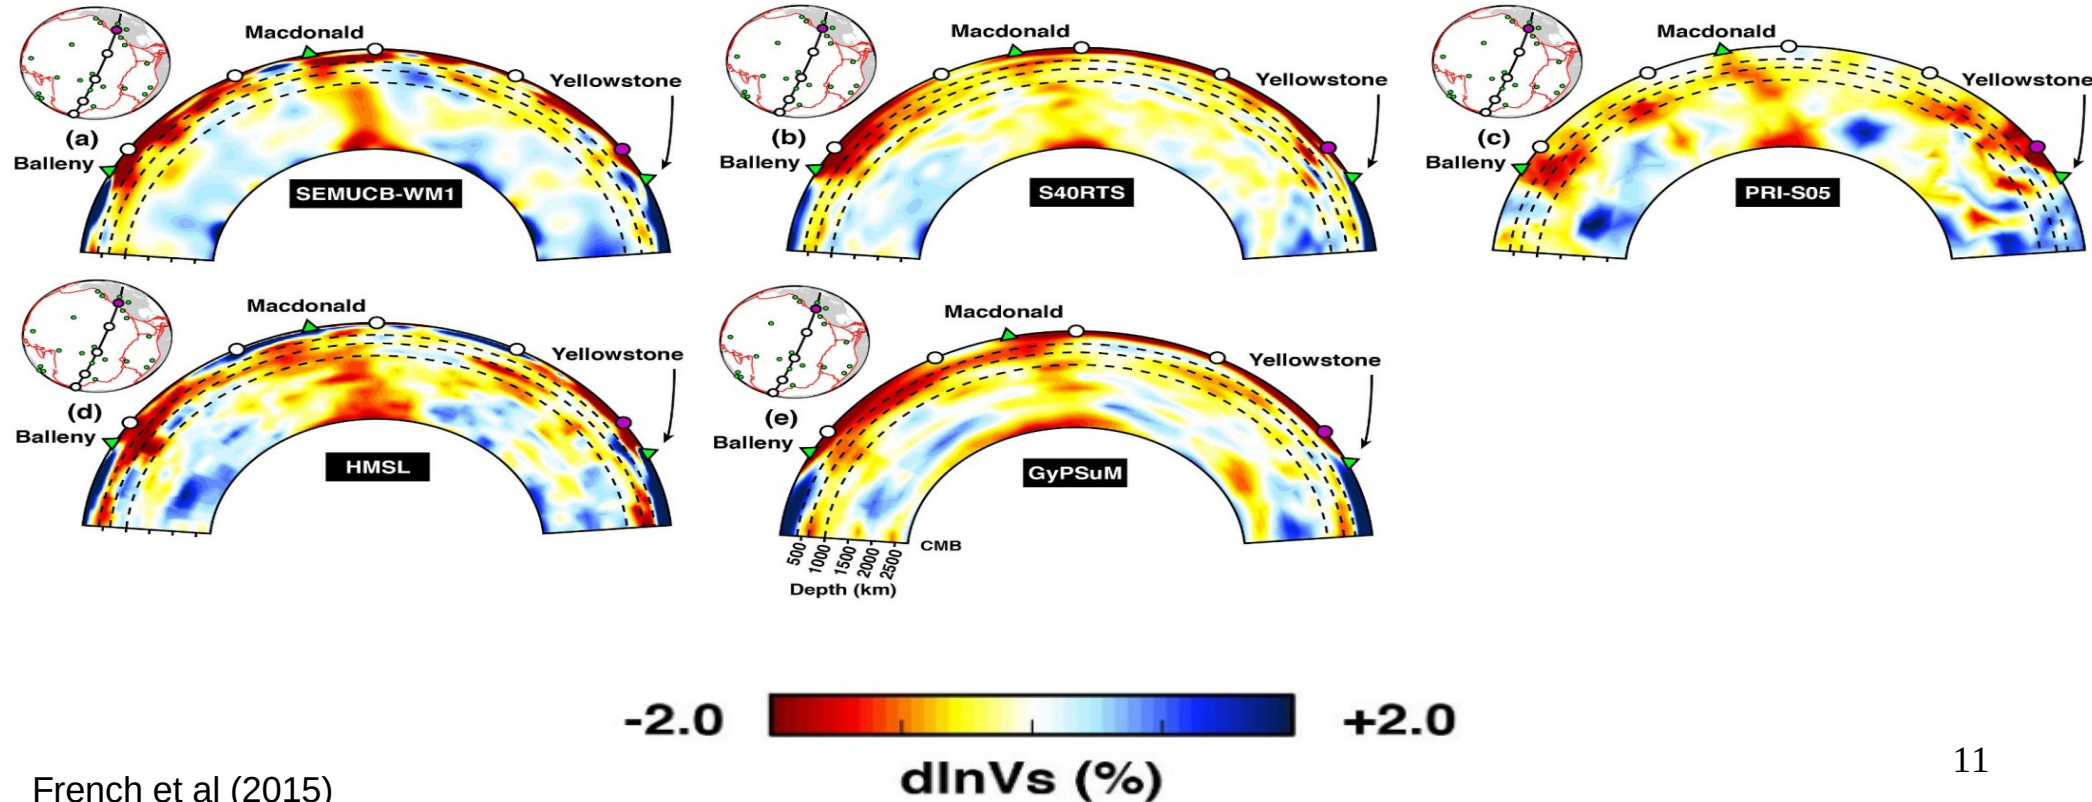 Macdonald
Yellowstone
(a)
Balleny
SEMUCB-WM1
Macdonald
Yellowstone
(b)
Balleny
S40RTS
Macdonald
Yellowstone
(c)
Balleny
PRI-S05
Macdonald
Yellowstone
(d)
Balleny
HMSL
Macdonald
Yellowstone
(e)
Balleny
GyPSuM
CMB
500
1000
1500
2000
2500
Depth (km)
-2.0
+2.0
dlnVs (%)
11
French et al (2015)